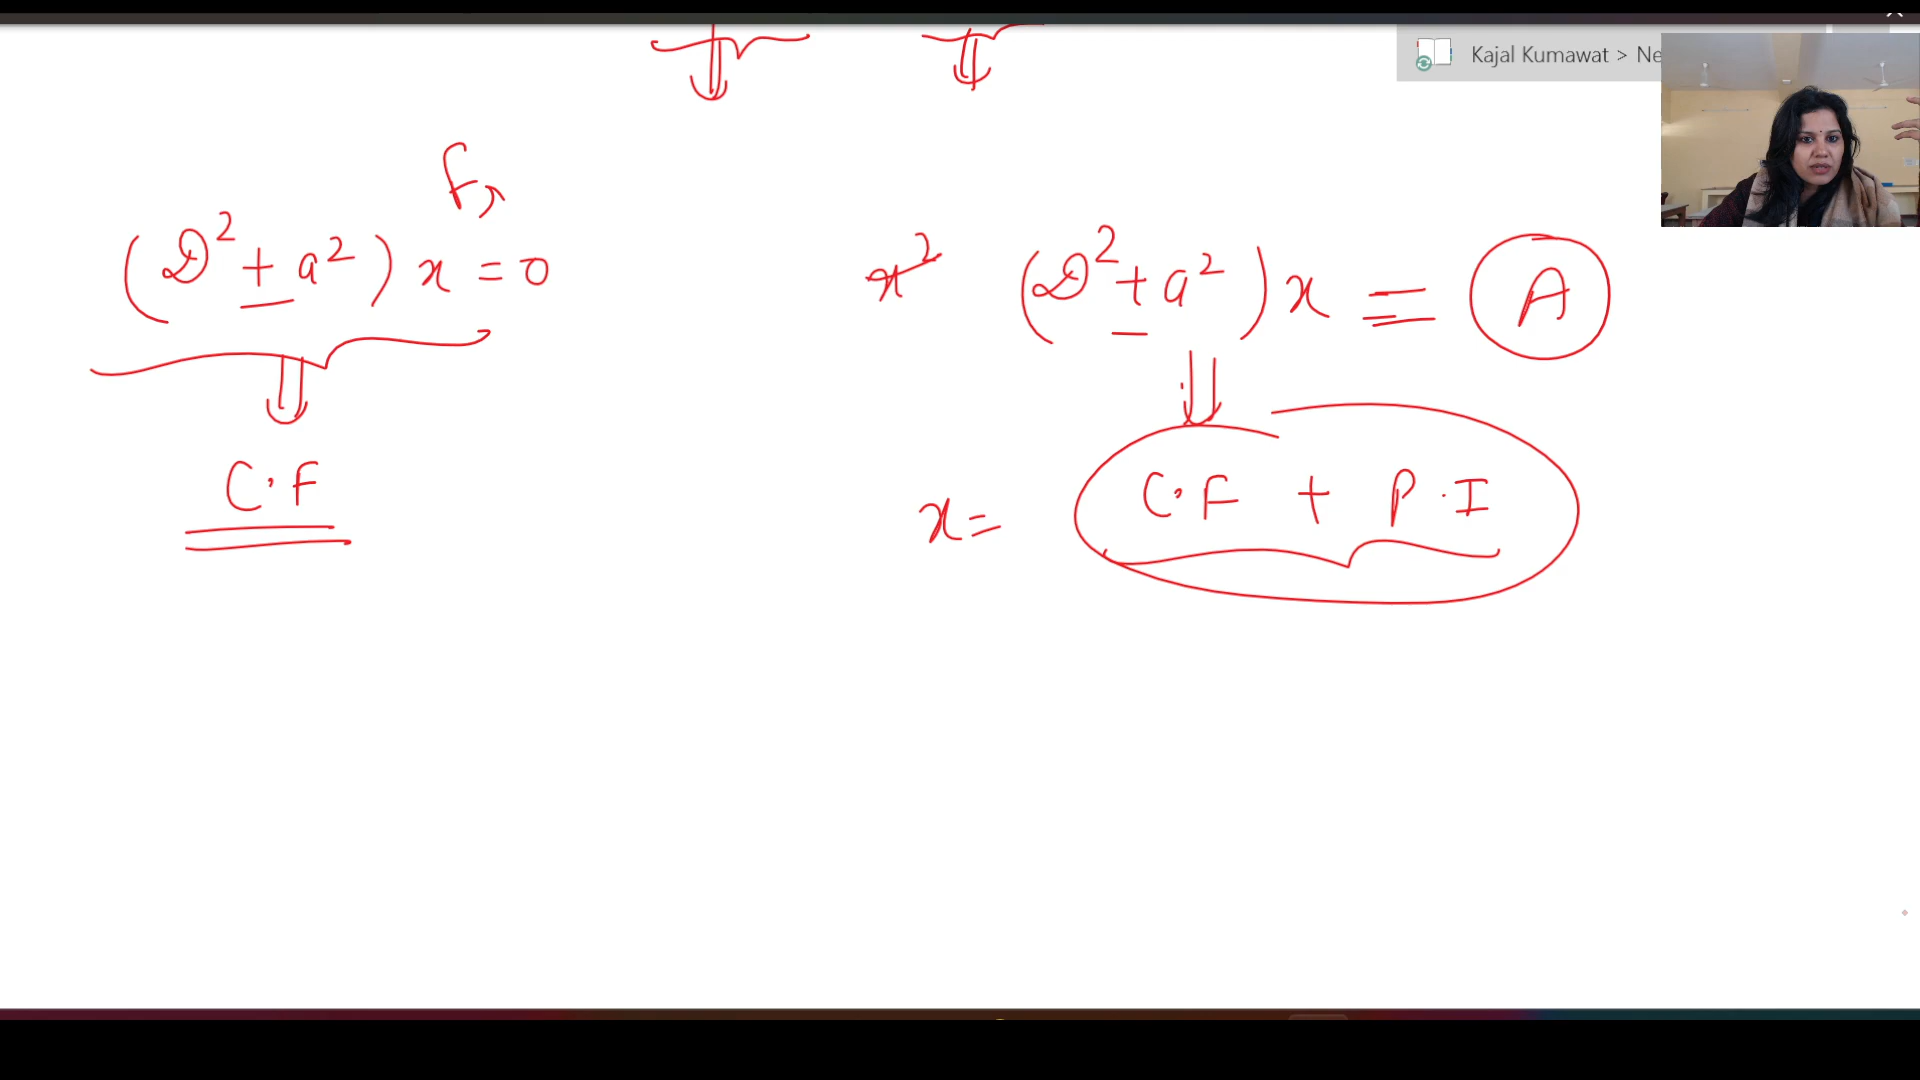 Kajal Kumawat > Ne
F,
(D² + a²) x = 0
x² (D² + a²) x = A
C.F
x = C.F + P.I